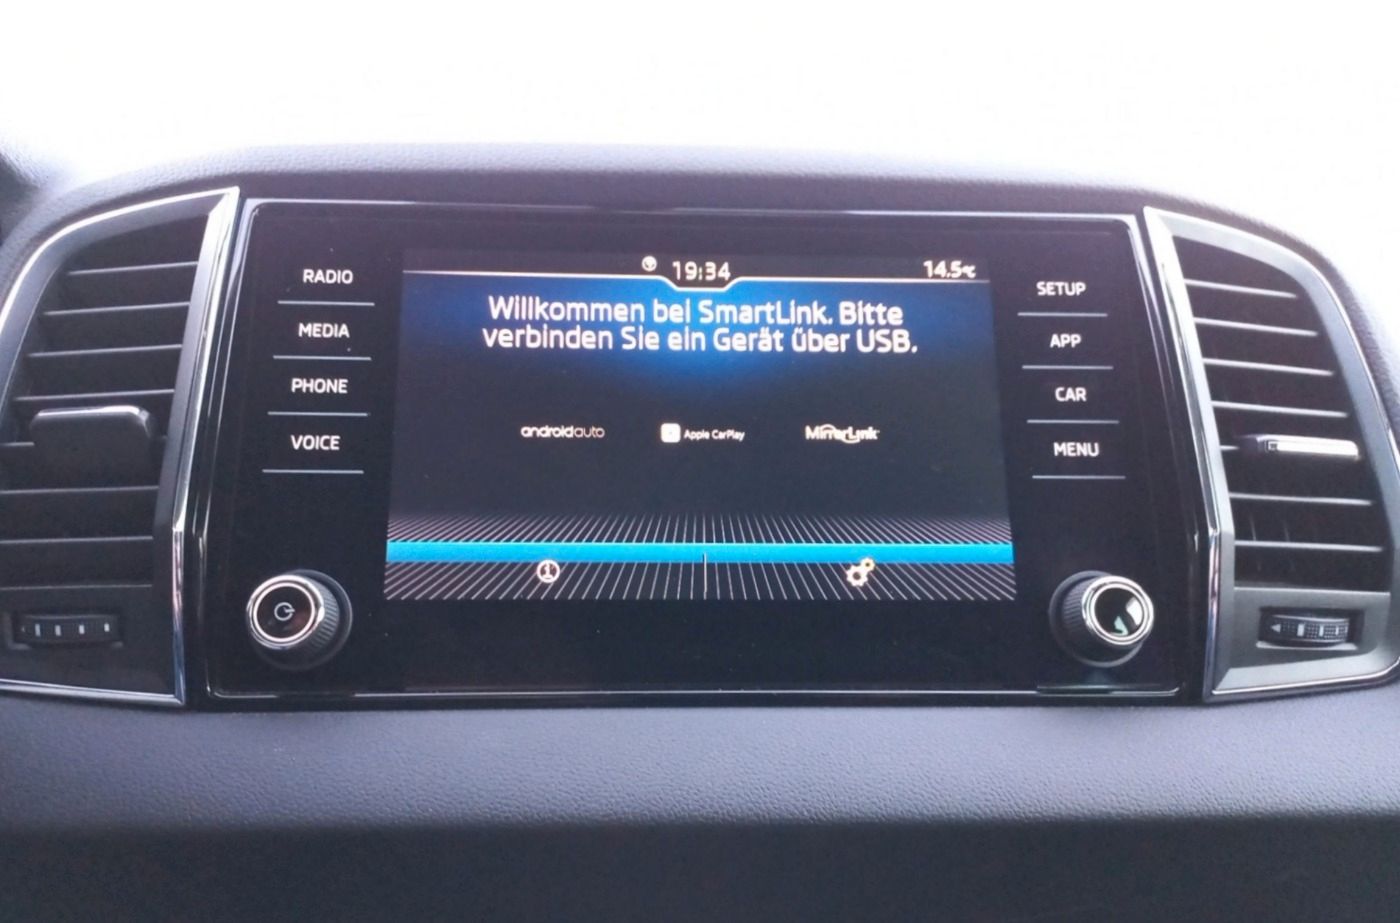 19:34
14.5°C
Willkommen bei SmartLink. Bitte
verbinden Sie ein Gerät über USB.
androidauto
Apple CarPlay
MirrorLink
RADIO
MEDIA
PHONE
VOICE
SETUP
APP
CAR
MENU